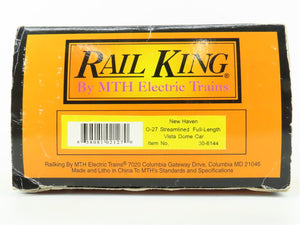 RAIL KING®
By MTH Electric Trains
New Haven
O-27 Streamlined Full-Length
Vista Dome Car
Item No. 30-6144
Railking By MTH Electric Trains® 7020 Columbia Gateway Drive, Columbia MD 21046
Made and Litho in China To MTH's Standards and Specifications